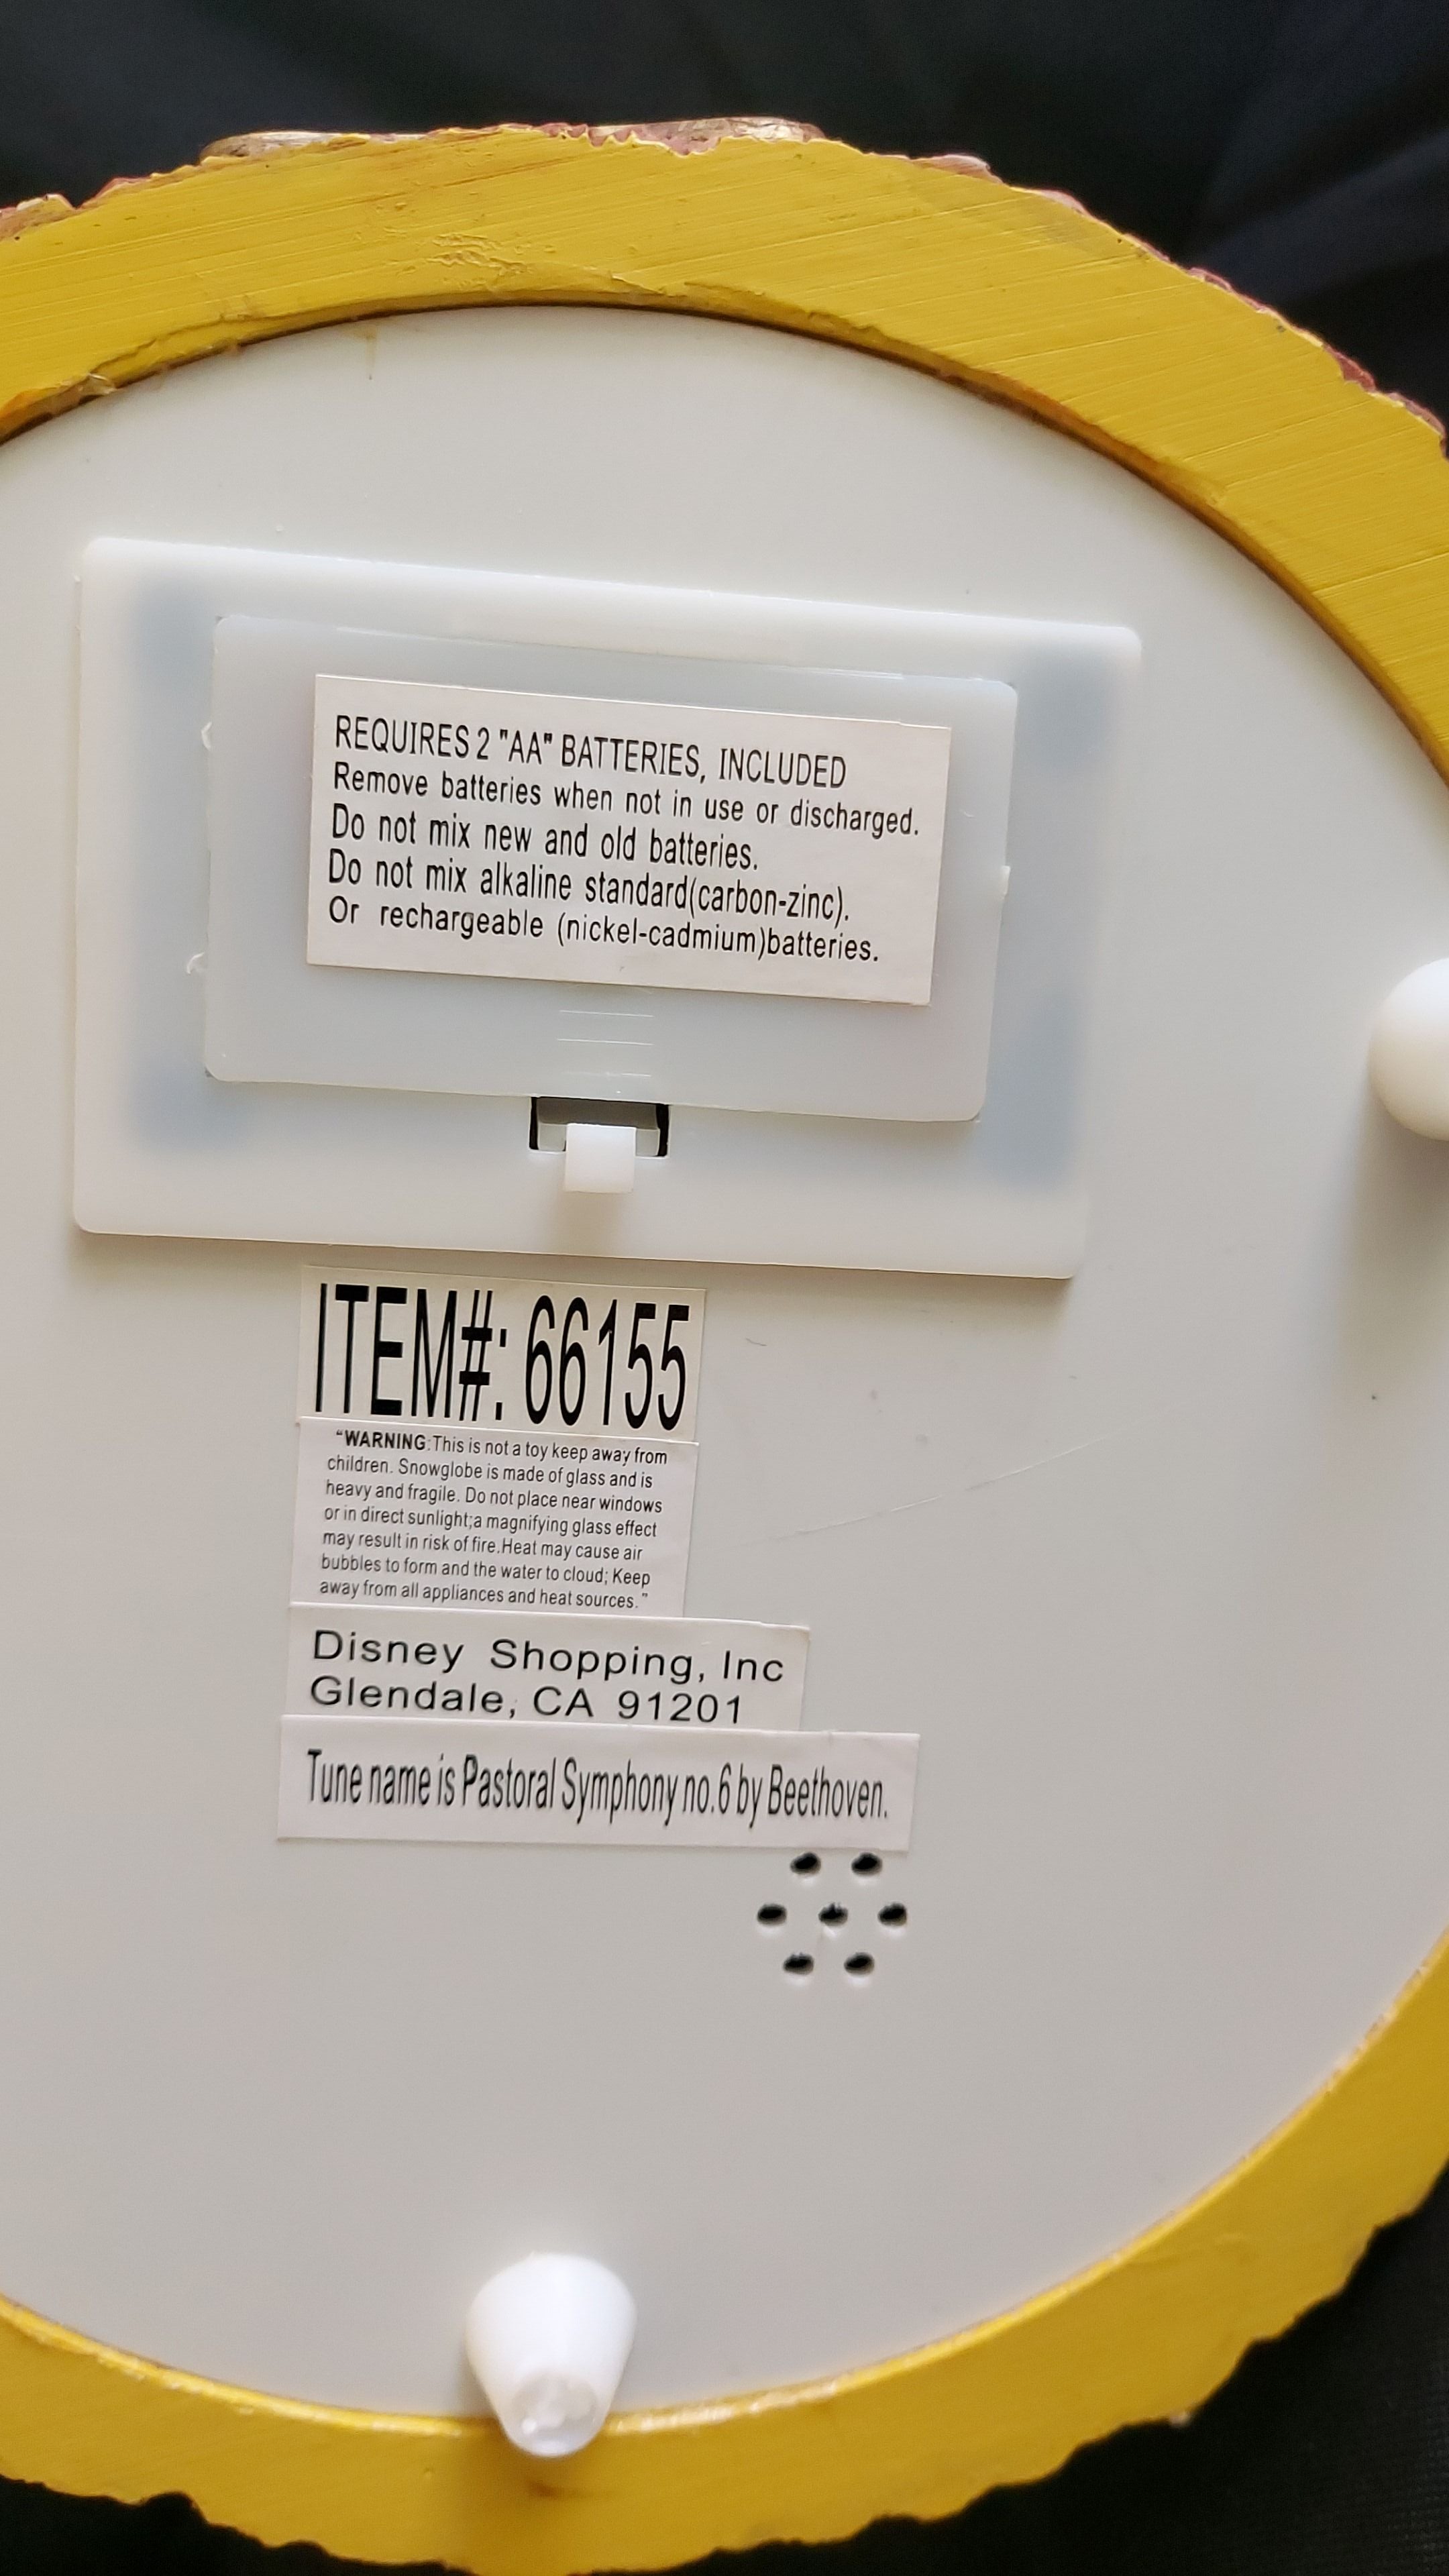 REQUIRES 2 "AA" BATTERIES, INCLUDED
Remove batteries when not in use or discharged.
Do not mix new and old batteries.
Do not mix alkaline standard(carbon-zinc).
Or rechargeable (nickel-cadmium)batteries.
ITEM#: 66155
“WARNING:This is not a toy keep away from
children. Snowglobe is made of glass and is
heavy and fragile. Do not place near windows
or in direct sunlight;a magnifying glass effect
may result in risk of fire.Heat may cause air
bubbles to form and the water to cloud; Keep
away from all appliances and heat sources.”
Disney Shopping, Inc
Glendale, CA 91201
Tune name is Pastoral Symphony no.6 by Beethoven.